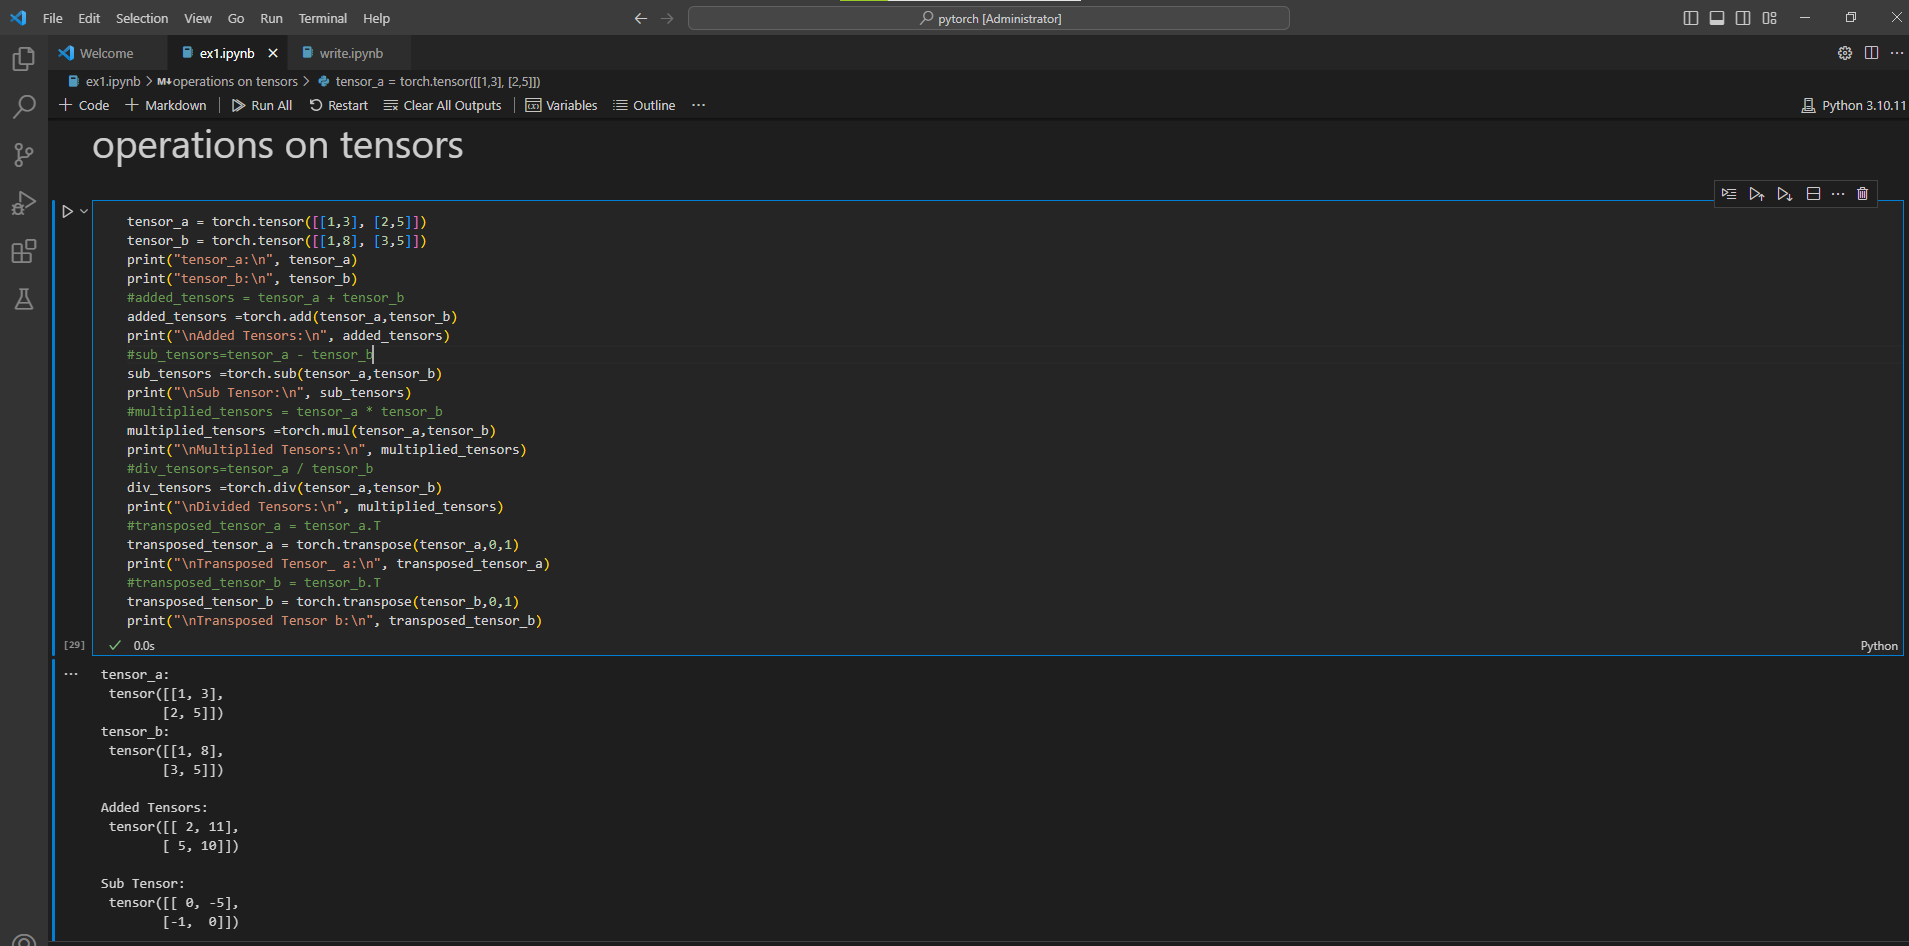 File Edit Selection View Go Run Terminal Help
pytorch [Administrator]
Welcome ex1.ipynb write.ipynb
ex1.ipynb > M↓operations on tensors > tensor_a = torch.tensor([[1,3], [2,5]])
+ Code + Markdown | Run All Restart Clear All Outputs | Variables Outline ...
Python 3.10.11
operations on tensors
tensor_a = torch.tensor([[1,3], [2,5]])
tensor_b = torch.tensor([[1,8], [3,5]])
print("tensor_a:\n", tensor_a)
print("tensor_b:\n", tensor_b)
#added_tensors = tensor_a + tensor_b
added_tensors =torch.add(tensor_a,tensor_b)
print("\nAdded Tensors:\n", added_tensors)
#sub_tensors=tensor_a - tensor_b
sub_tensors =torch.sub(tensor_a,tensor_b)
print("\nSub Tensor:\n", sub_tensors)
#multiplied_tensors = tensor_a * tensor_b
multiplied_tensors =torch.mul(tensor_a,tensor_b)
print("\nMultiplied Tensors:\n", multiplied_tensors)
#div_tensors=tensor_a / tensor_b
div_tensors =torch.div(tensor_a,tensor_b)
print("\nDivided Tensors:\n", multiplied_tensors)
#transposed_tensor_a = tensor_a.T
transposed_tensor_a = torch.transpose(tensor_a,0,1)
print("\nTransposed Tensor_ a:\n", transposed_tensor_a)
#transposed_tensor_b = tensor_b.T
transposed_tensor_b = torch.transpose(tensor_b,0,1)
print("\nTransposed Tensor b:\n", transposed_tensor_b)
[29] 0.0s Python
tensor_a:
tensor([[1, 3],
[2, 5]])
tensor_b:
tensor([[1, 8],
[3, 5]])
Added Tensors:
tensor([[ 2, 11],
[ 5, 10]])
Sub Tensor:
tensor([[ 0, -5],
[-1,  0]])